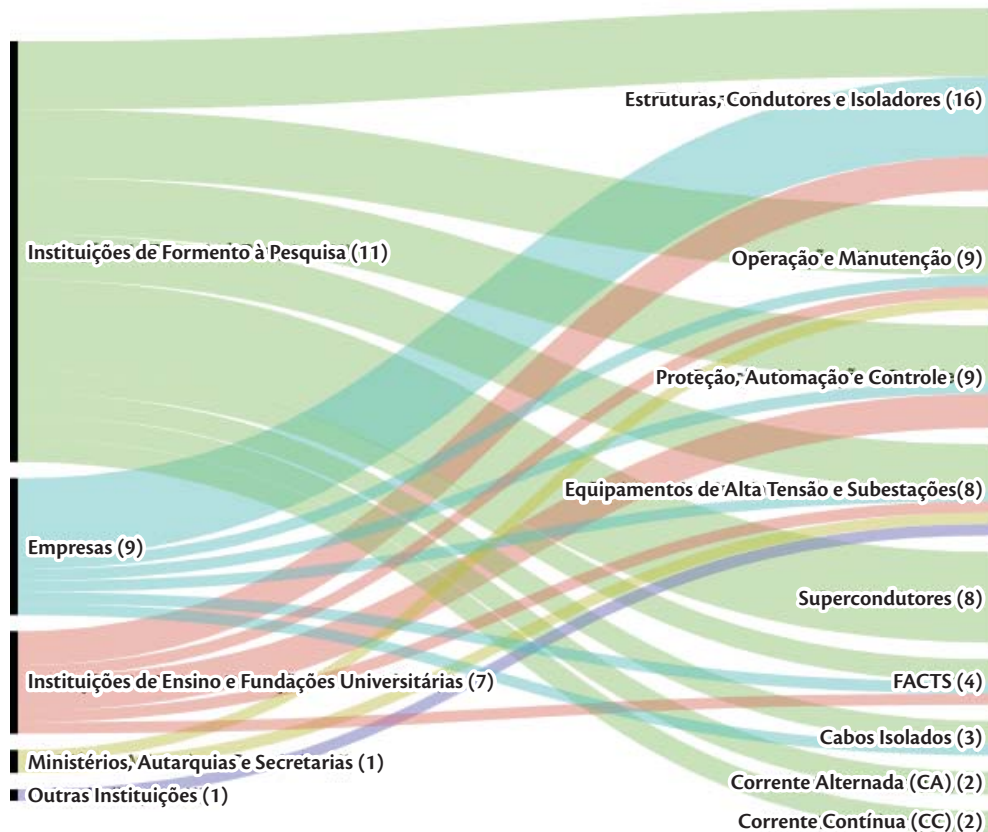 Estruturas, Condutores e Isoladores (16)
Instituições de Formento à Pesquisa (11)
Operação e Manutenção (9)
Proteção, Automação e Controle (9)
Equipamentos de Alta Tensão e Subestações(8)
Empresas (9)
Supercondutores (8)
Instituições de Ensino e Fundações Universitárias (7)
FACTS (4)
Cabos Isolados (3)
Ministérios, Autarquias e Secretarias (1)
Corrente Alternada (CA) (2)
Outras Instituições (1)
Corrente Contínua (CC) (2)